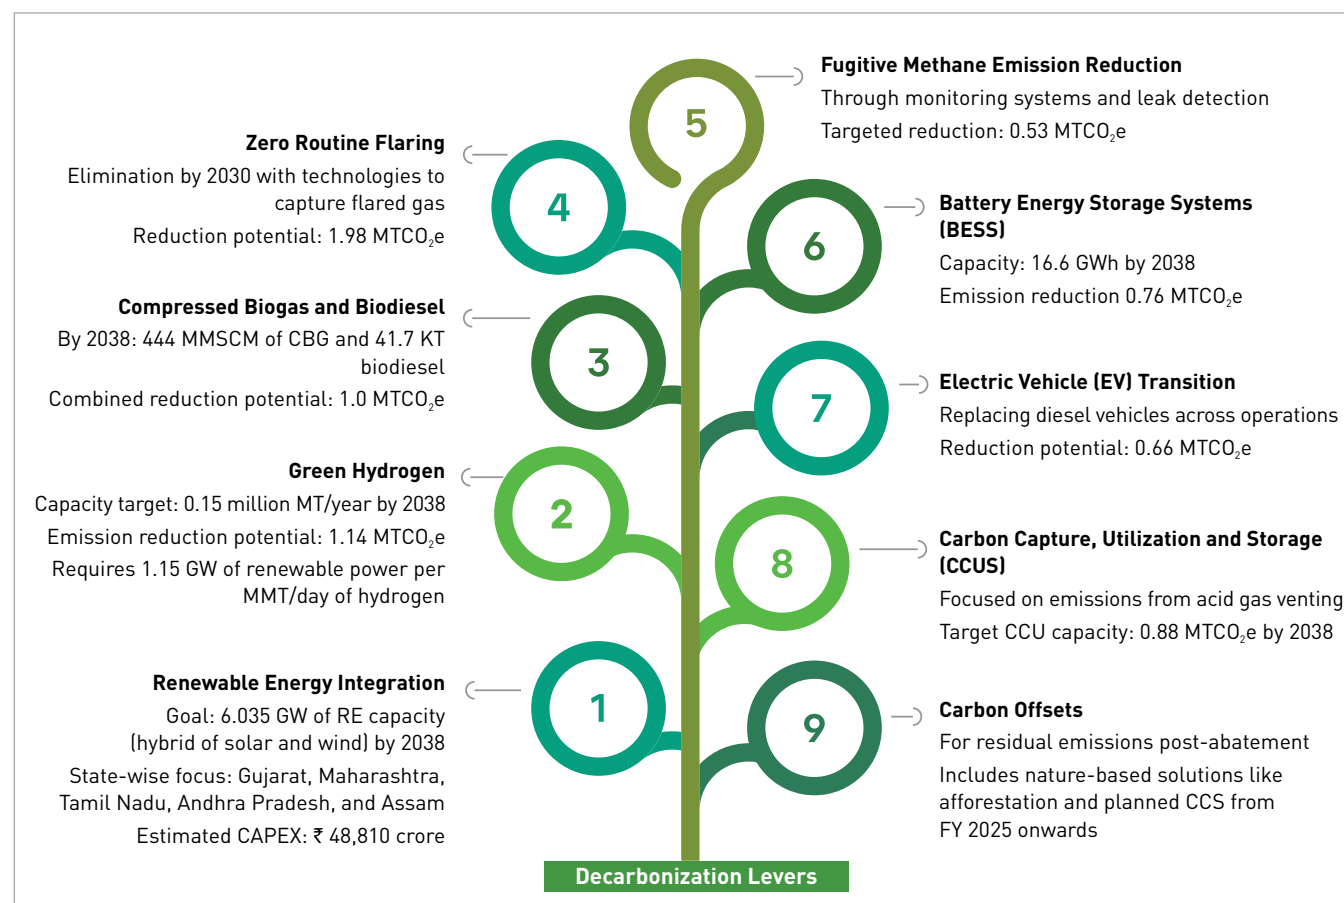 5
Fugitive Methane Emission Reduction
Through monitoring systems and leak detection
Targeted reduction: 0.53 MTCO₂e
4
Zero Routine Flaring
Elimination by 2030 with technologies to
capture flared gas
Reduction potential: 1.98 MTCO₂e
6
Battery Energy Storage Systems
(BESS)
Capacity: 16.6 GWh by 2038
Emission reduction 0.76 MTCO₂e
3
Compressed Biogas and Biodiesel
By 2038: 444 MMSCM of CBG and 41.7 KT
biodiesel
Combined reduction potential: 1.0 MTCO₂e
7
Electric Vehicle (EV) Transition
Replacing diesel vehicles across operations
Reduction potential: 0.66 MTCO₂e
2
Green Hydrogen
Capacity target: 0.15 million MT/year by 2038
Emission reduction potential: 1.14 MTCO₂e
Requires 1.15 GW of renewable power per
MMT/day of hydrogen
8
Carbon Capture, Utilization and Storage
(CCUS)
Focused on emissions from acid gas venting
Target CCU capacity: 0.88 MTCO₂e by 2038
1
Renewable Energy Integration
Goal: 6.035 GW of RE capacity
(hybrid of solar and wind) by 2038
State-wise focus: Gujarat, Maharashtra,
Tamil Nadu, Andhra Pradesh, and Assam
Estimated CAPEX: ₹ 48,810 crore
9
Carbon Offsets
For residual emissions post-abatement
Includes nature-based solutions like
afforestation and planned CCS from
FY 2025 onwards
Decarbonization Levers